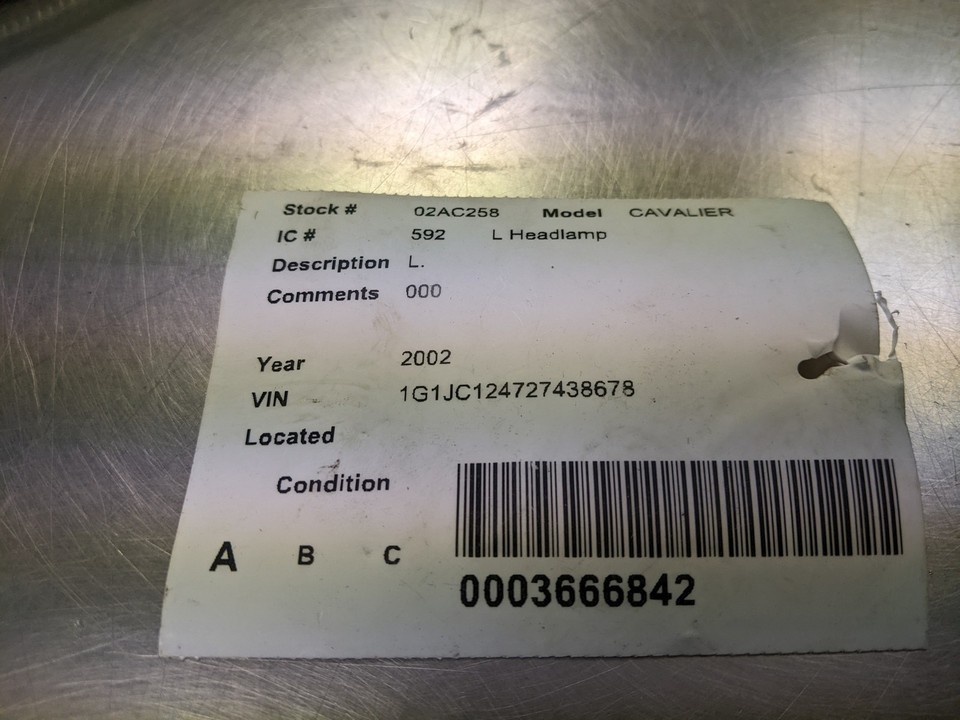 Stock # 02AC258 Model CAVALIER
IC # 592 L Headlamp
Description L.
Comments 000
Year 2002
VIN 1G1JC124727438678
Located
Condition
A B C
0003666842